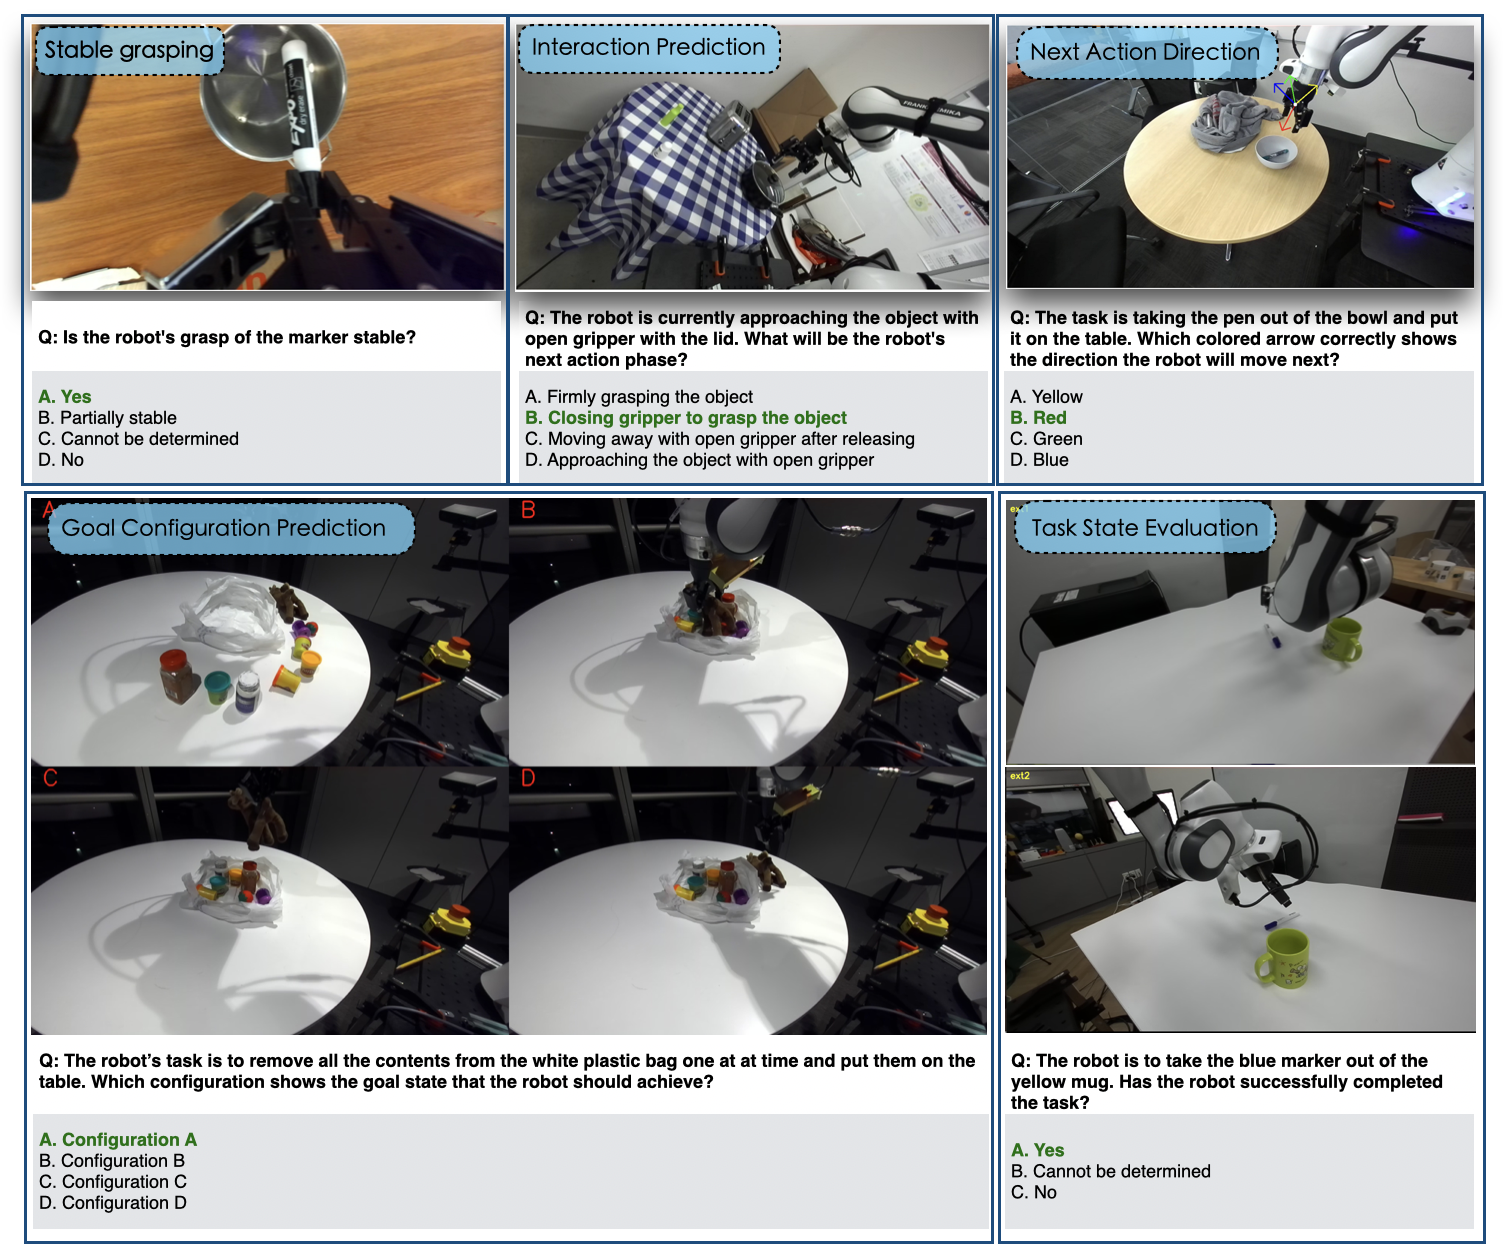 Stable grasping
EXPO
dry erase
Q: Is the robot's grasp of the marker stable?
A. Yes
B. Partially stable
C. Cannot be determined
D. No
Interaction Prediction
FRANKA EMIKA
Q: The robot is currently approaching the object with
open gripper with the lid. What will be the robot's
next action phase?
A. Firmly grasping the object
B. Closing gripper to grasp the object
C. Moving away with open gripper after releasing
D. Approaching the object with open gripper
Next Action Direction
Q: The task is taking the pen out of the bowl and put
it on the table. Which colored arrow correctly shows
the direction the robot will move next?
A. Yellow
B. Red
C. Green
D. Blue
A
Goal Configuration Prediction
B
C
D
Q: The robot’s task is to remove all the contents from the white plastic bag one at at time and put them on the
table. Which configuration shows the goal state that the robot should achieve?
A. Configuration A
B. Configuration B
C. Configuration C
D. Configuration D
Task State Evaluation
ext2
Q: The robot is to take the blue marker out of the
yellow mug. Has the robot successfully completed
the task?
A. Yes
B. Cannot be determined
C. No